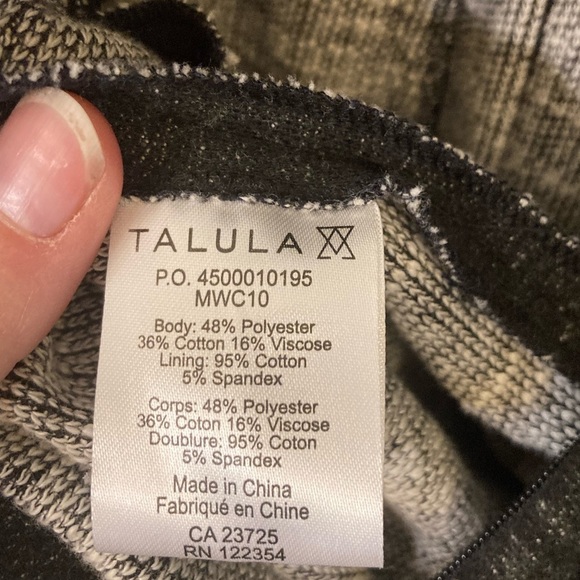 TALULA
P.O. 4500010195
MWC10
Body: 48% Polyester
36% Cotton 16% Viscose
Lining: 95% Cotton
5% Spandex
Corps: 48% Polyester
36% Coton 16% Viscose
Doublure: 95% Coton
5% Spandex
Made in China
Fabriqué en Chine
CA 23725
RN 122354